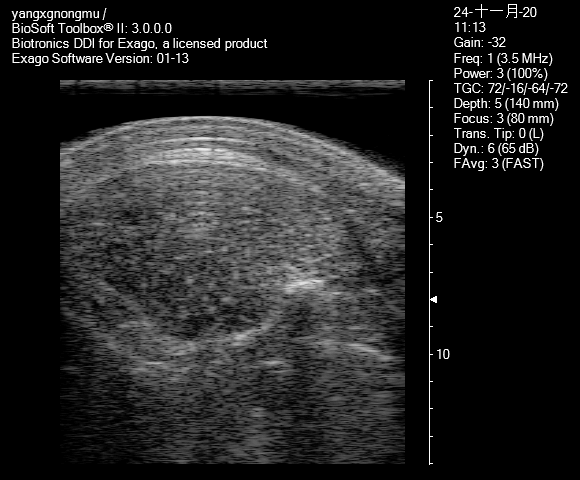 yangxgnongmu /
BioSoft Toolbox® II: 3.0.0.0
Biotronics DDI for Exago, a licensed product
Exago Software Version: 01-13
24-十一月-20
11:13
Gain: -32
Freq: 1 (3.5 MHz)
Power: 3 (100%)
TGC: 72/-16/-64/-72
Depth: 5 (140 mm)
Focus: 3 (80 mm)
Trans. Tip: 0 (L)
Dyn.: 6 (65 dB)
FAvg: 3 (FAST)
5
10